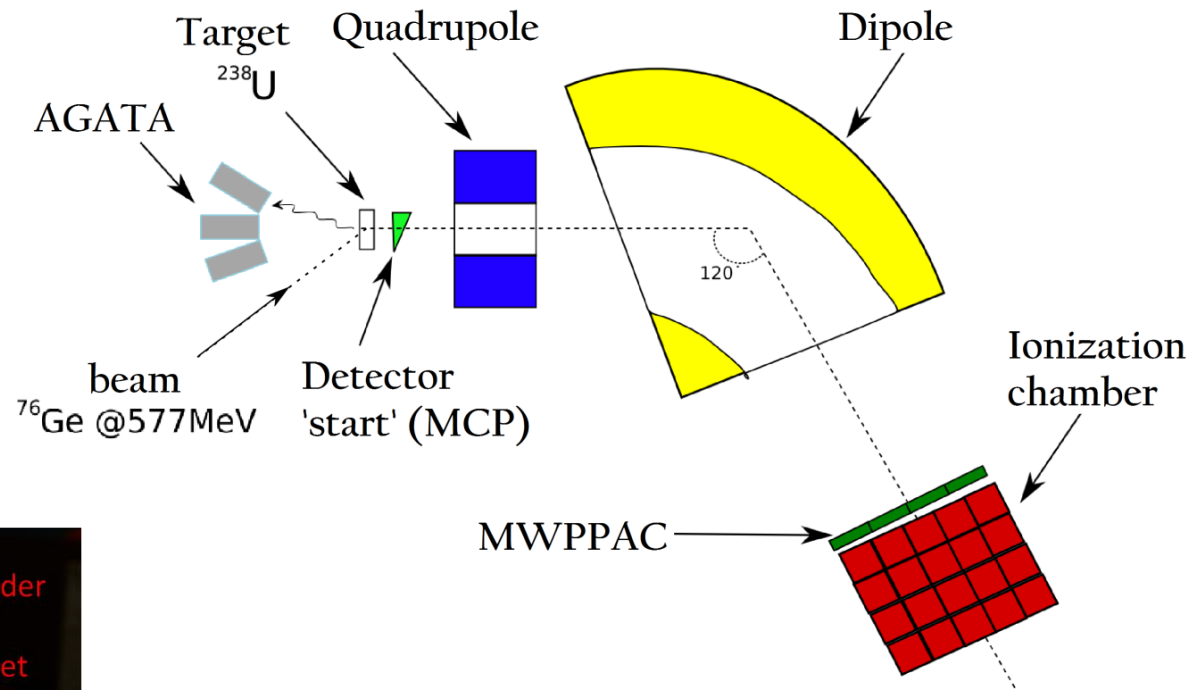 Target
Quadrupole
Dipole
²³⁸U
AGATA
120°
beam
⁷⁶Ge @577MeV
Detector
'start' (MCP)
Ionization
chamber
MWPPAC
der
et